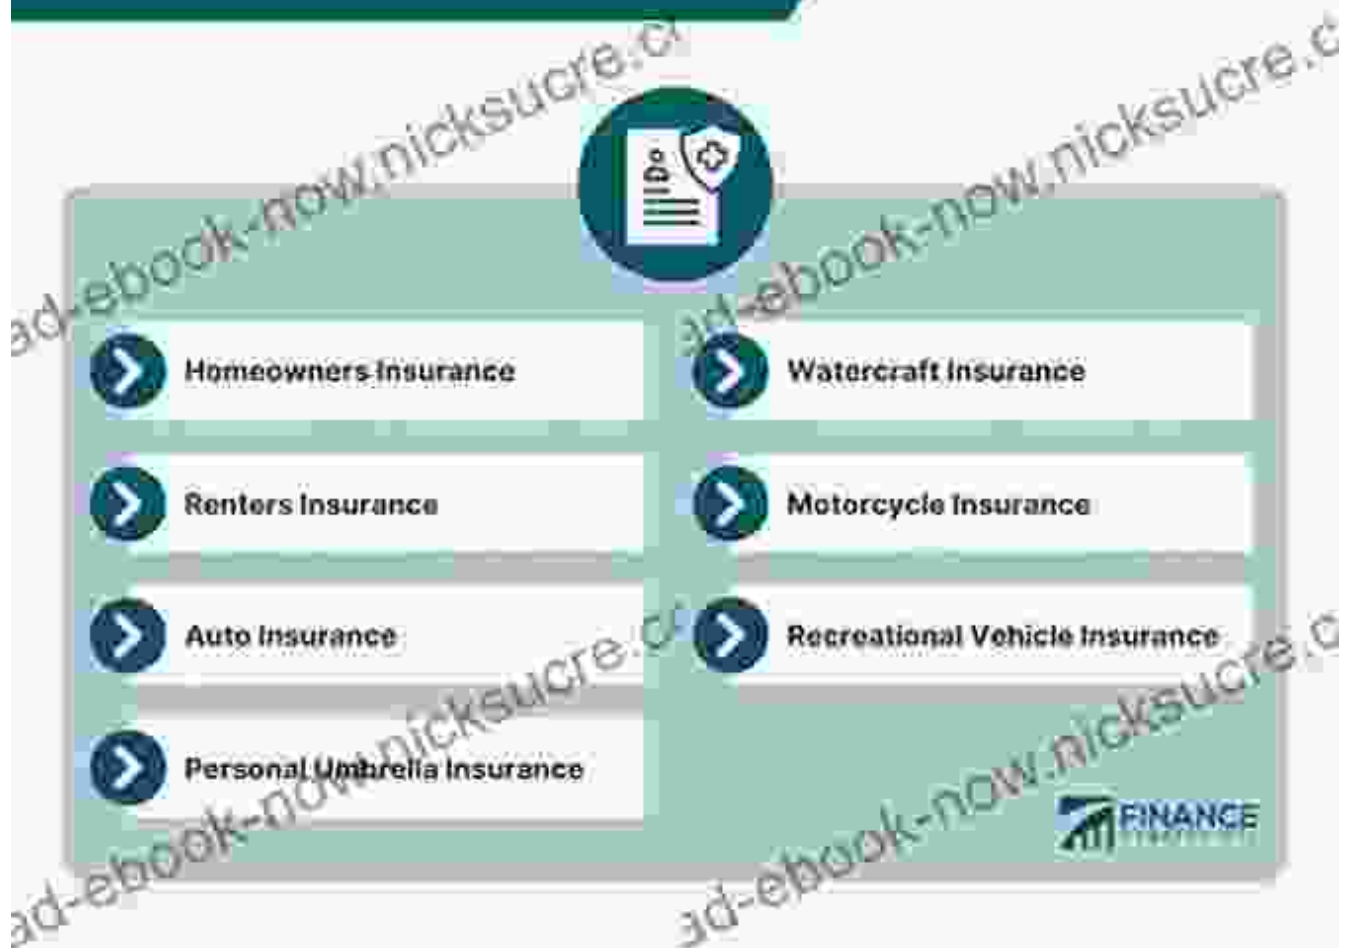 ad-ebook-now.nicksucre.c
ad-ebook-now.nicksucre.c
Homeowners Insurance
Renters Insurance
Auto Insurance
Personal Umbrella Insurance
Watercraft Insurance
Motorcycle Insurance
Recreational Vehicle Insurance
FINANCE
ad-ebook-now.nicksucre.c
ad-ebook-now.nicksucre.c